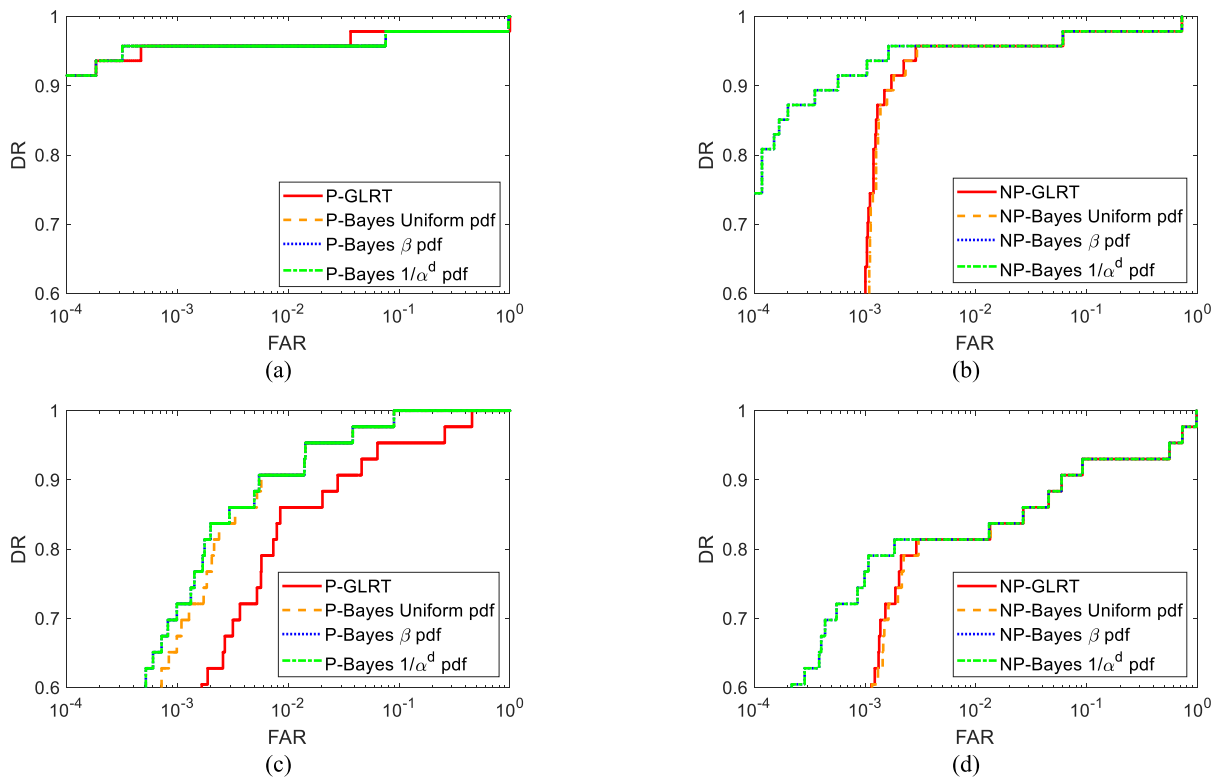 1
0.9
0.8
0.7
0.6
DR
P-GLRT
P-Bayes Uniform pdf
P-Bayes β pdf
P-Bayes 1/α^d pdf
10^-4 10^-3 10^-2 10^-1 10^0
FAR
(a)
1
0.9
0.8
0.7
0.6
DR
NP-GLRT
NP-Bayes Uniform pdf
NP-Bayes β pdf
NP-Bayes 1/α^d pdf
10^-4 10^-3 10^-2 10^-1 10^0
FAR
(b)
1
0.9
0.8
0.7
0.6
DR
P-GLRT
P-Bayes Uniform pdf
P-Bayes β pdf
P-Bayes 1/α^d pdf
10^-4 10^-3 10^-2 10^-1 10^0
FAR
(c)
1
0.9
0.8
0.7
0.6
DR
NP-GLRT
NP-Bayes Uniform pdf
NP-Bayes β pdf
NP-Bayes 1/α^d pdf
10^-4 10^-3 10^-2 10^-1 10^0
FAR
(d)